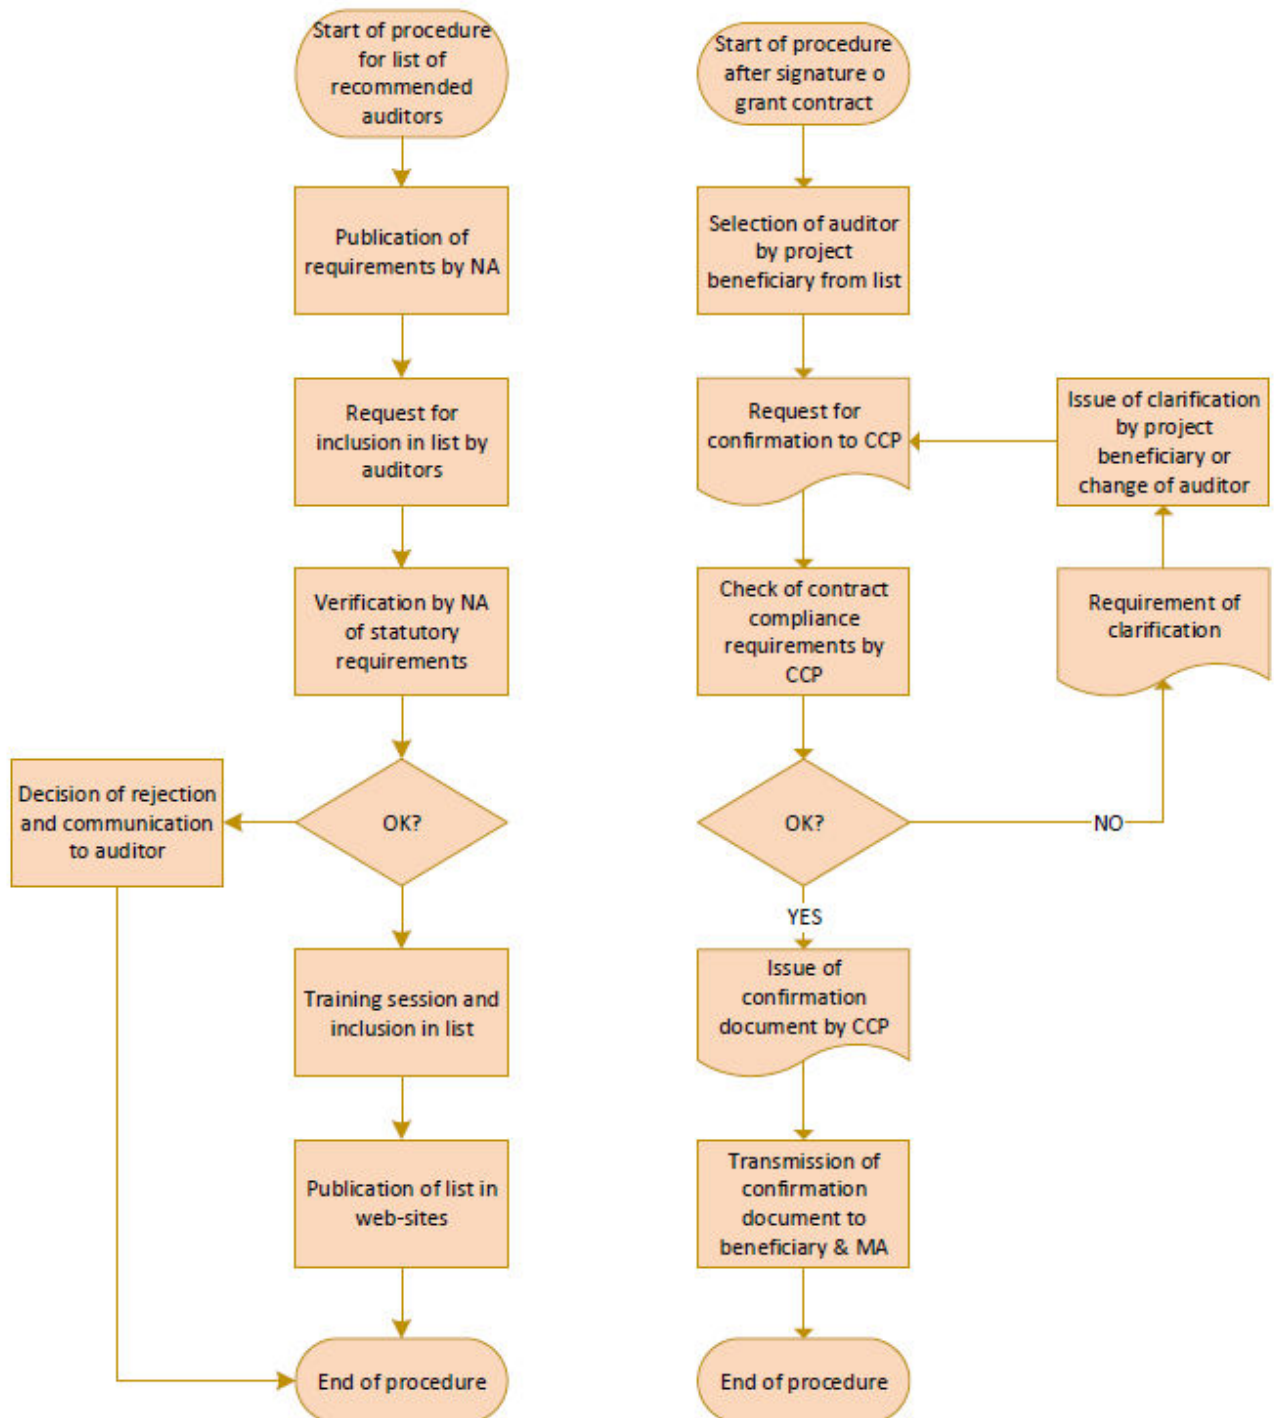 Start of procedure
for list of
recommended
auditors
Publication of
requirements by NA
Request for
inclusion in list by
auditors
Verification by NA
of statutory
requirements
OK?
Decision of rejection
and communication
to auditor
Training session and
inclusion in list
Publication of list in
web-sites
End of procedure
Start of procedure
after signature o
grant contract
Selection of auditor
by project
beneficiary from list
Request for
confirmation to CCP
Check of contract
compliance
requirements by
CCP
OK?
NO
Requirement of
clarification
Issue of clarification
by project
beneficiary or
change of auditor
YES
Issue of
confirmation
document by CCP
Transmission of
confirmation
document to
beneficiary & MA
End of procedure